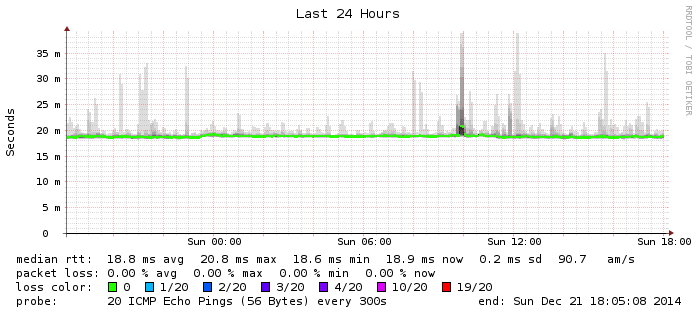 Last 24 Hours
RRDTOOL / TOBI OETIKER
Seconds
35 m
30 m
25 m
20 m
15 m
10 m
5 m
0
Sun 00:00 Sun 06:00 Sun 12:00 Sun 18:00
median rtt: 18.8 ms avg 20.8 ms max 18.6 ms min 18.9 ms now 0.2 ms sd 90.7 am/s
packet loss: 0.00 % avg 0.00 % max 0.00 % min 0.00 % now
loss color: 0 1/20 2/20 3/20 4/20 10/20 19/20
probe: 20 ICMP Echo Pings (56 Bytes) every 300s end: Sun Dec 21 18:05:08 2014